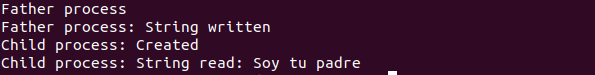 Father process
Father process: String written
Child process: Created
Child process: String read: Soy tu padre